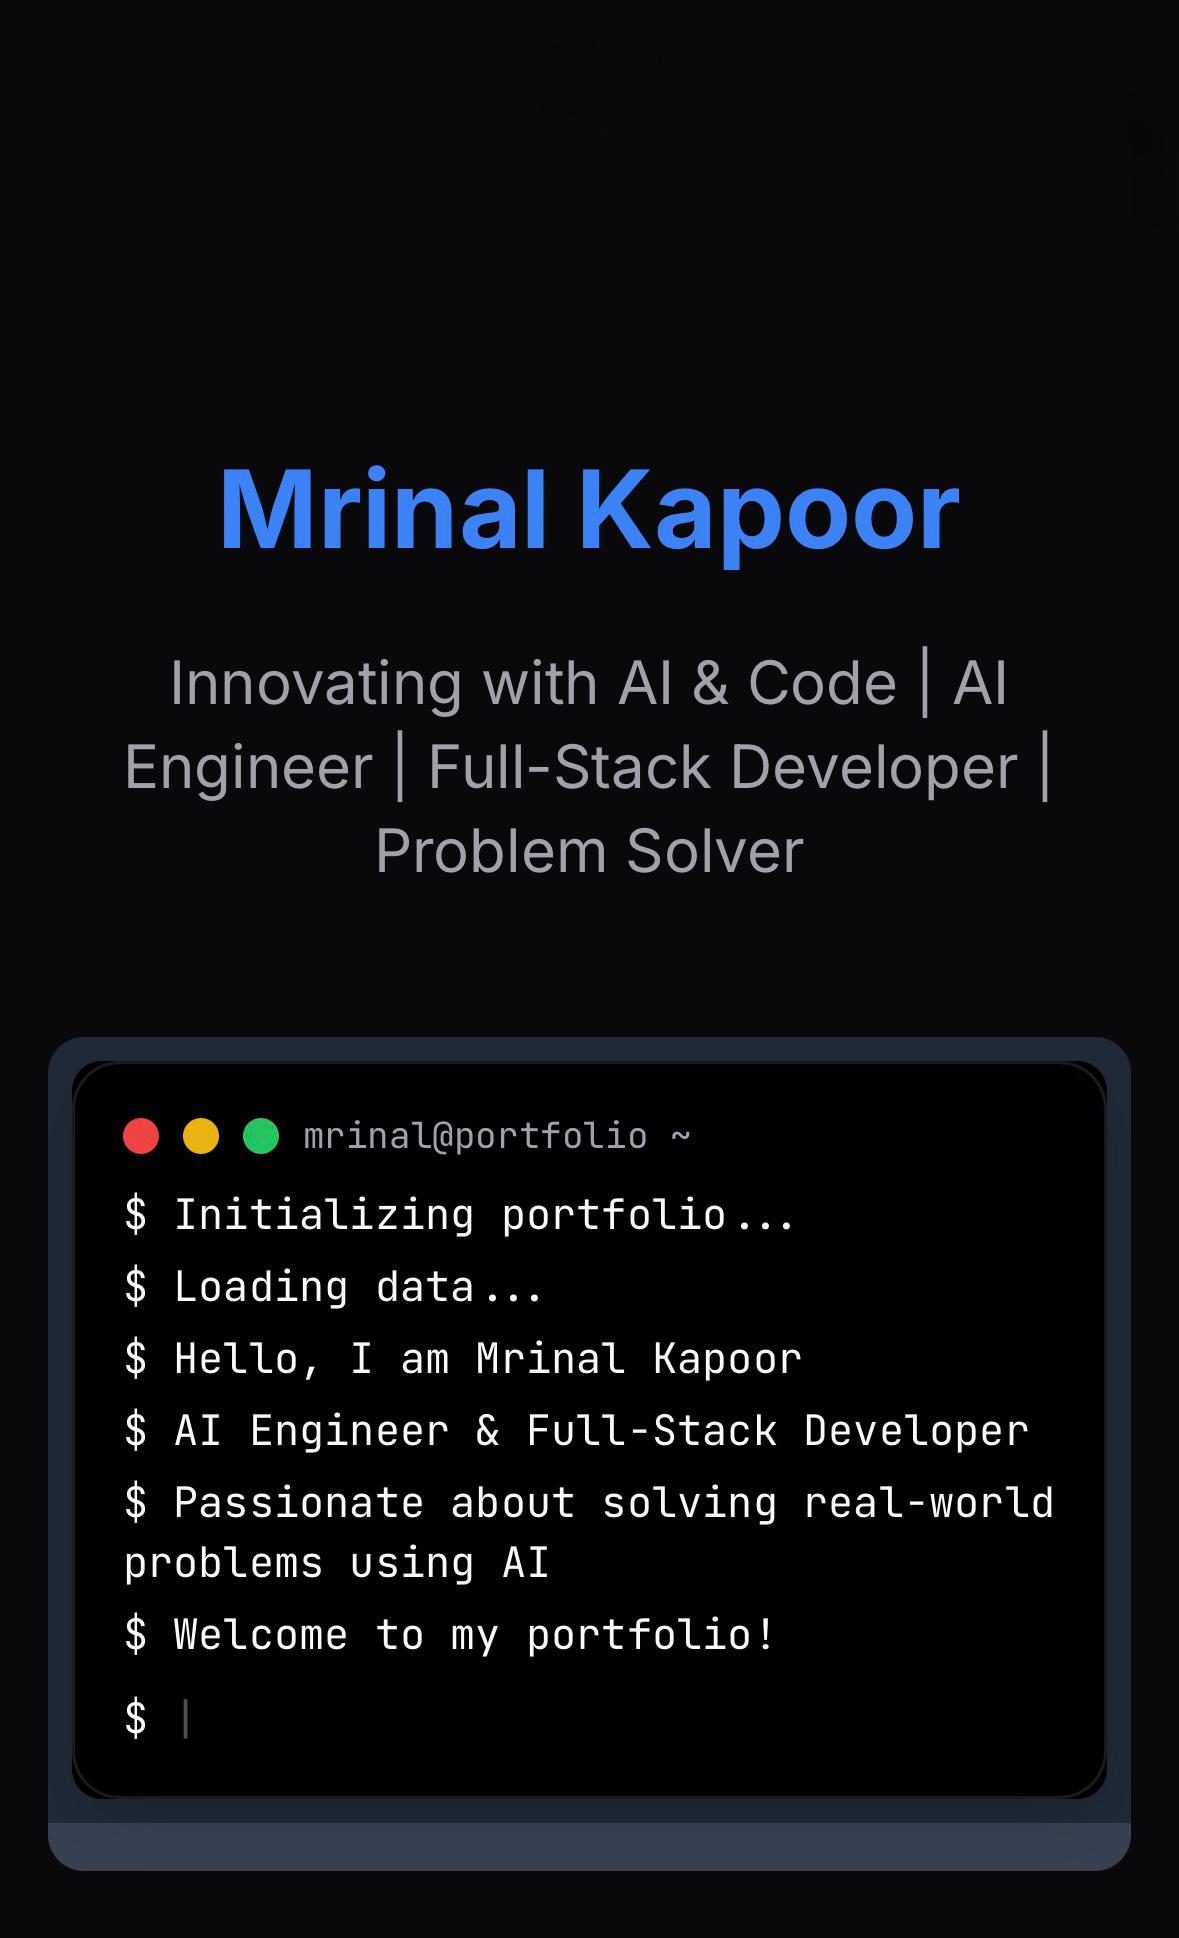 Mrinal Kapoor
Innovating with AI & Code | AI
Engineer | Full-Stack Developer |
Problem Solver
mrinal@portfolio ~
$ Initializing portfolio...
$ Loading data...
$ Hello, I am Mrinal Kapoor
$ AI Engineer & Full-Stack Developer
$ Passionate about solving real-world
problems using AI
$ Welcome to my portfolio!
$ |